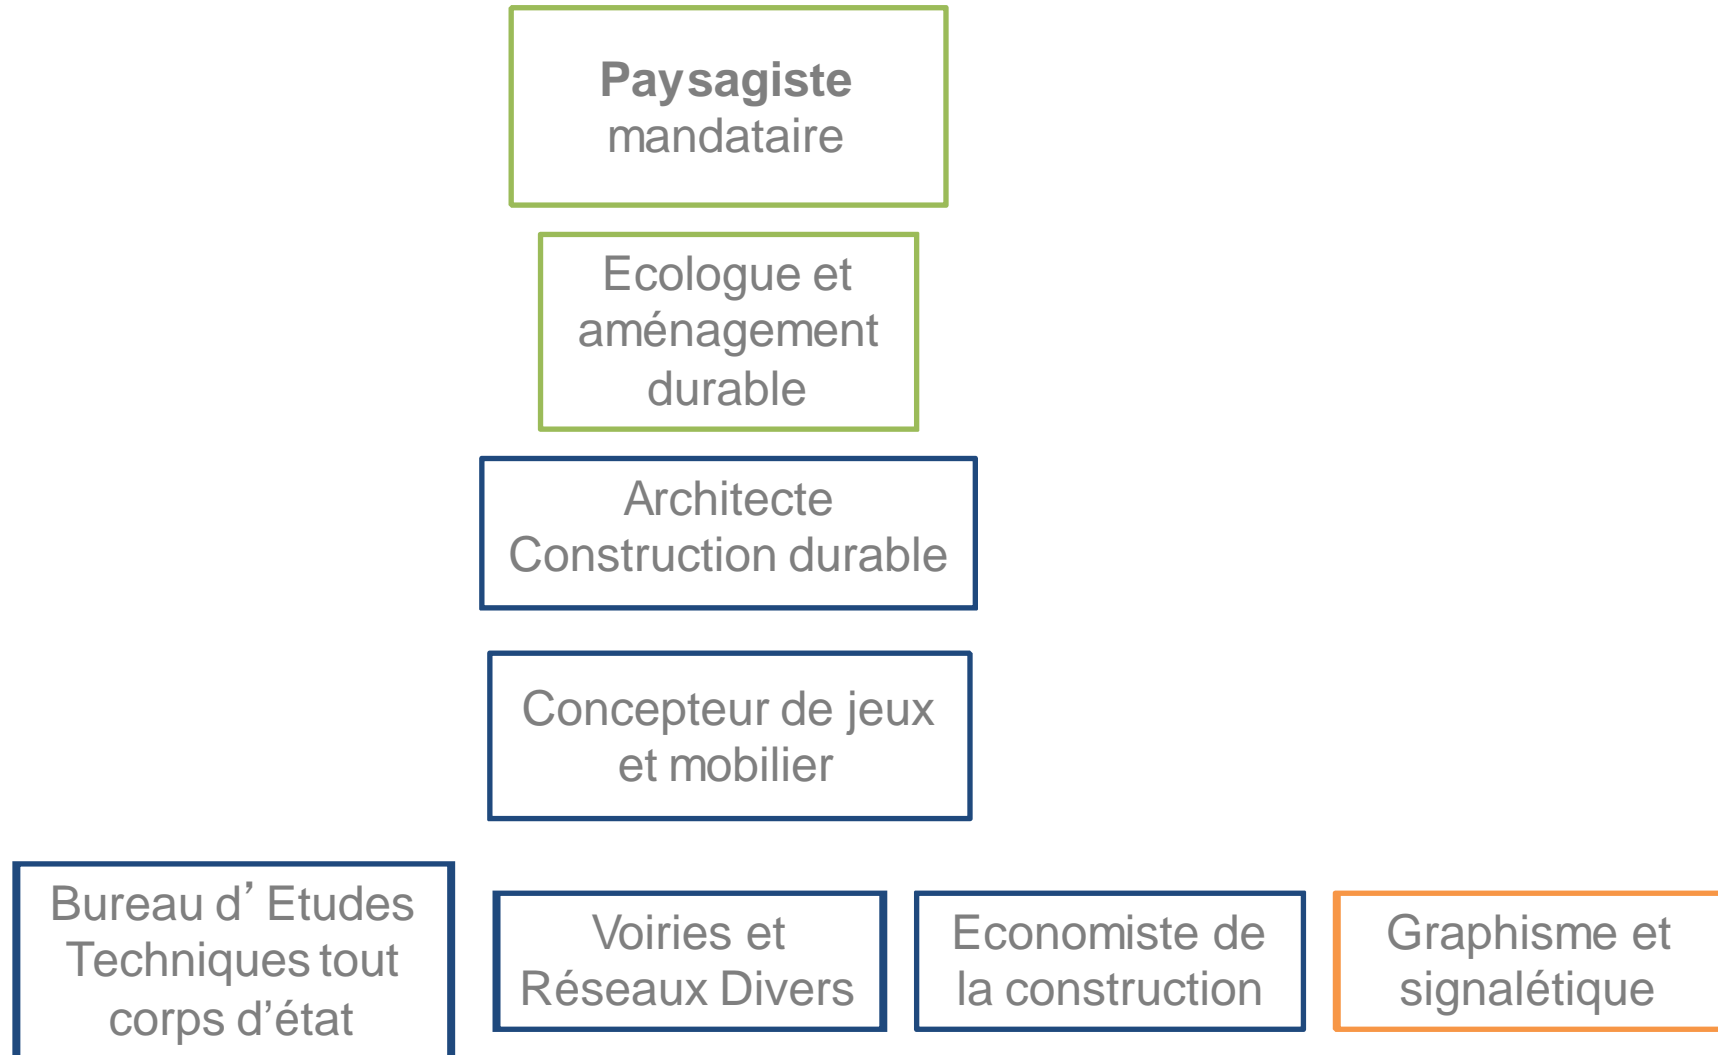 Paysagiste
mandataire
Ecologue et
aménagement
durable
Architecte
Construction durable
Concepteur de jeux
et mobilier
Bureau d’ Etudes
Techniques tout
corps d’état
Voiries et
Réseaux Divers
Economiste de
la construction
Graphisme et
signalétique